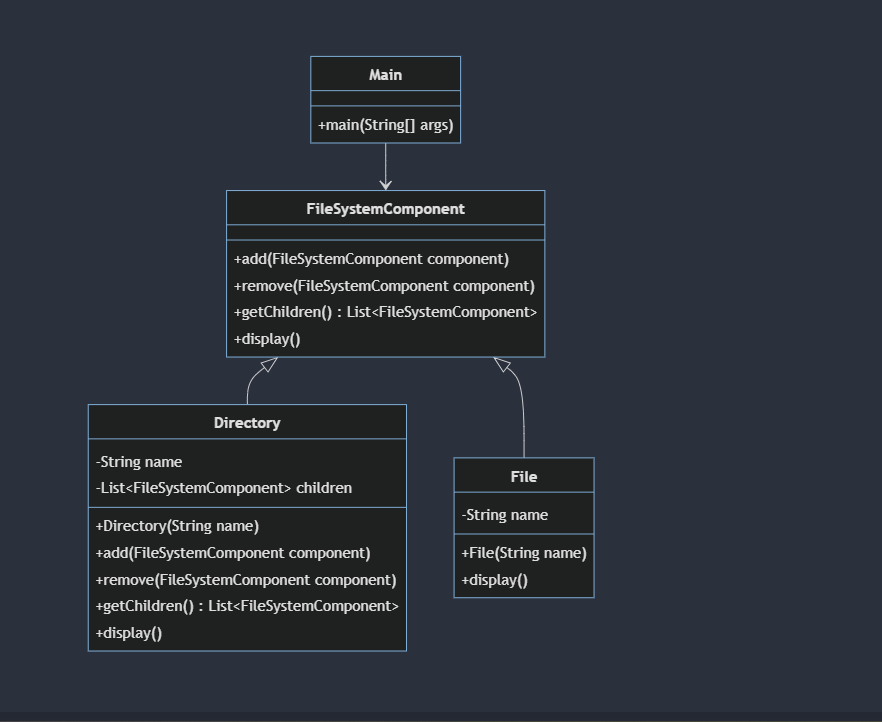 Main
+main(String[] args)
FileSystemComponent
+add(FileSystemComponent component)
+remove(FileSystemComponent component)
+getChildren() : List<FileSystemComponent>
+display()
Directory
-String name
-List<FileSystemComponent> children
+Directory(String name)
+add(FileSystemComponent component)
+remove(FileSystemComponent component)
+getChildren() : List<FileSystemComponent>
+display()
File
-String name
+File(String name)
+display()